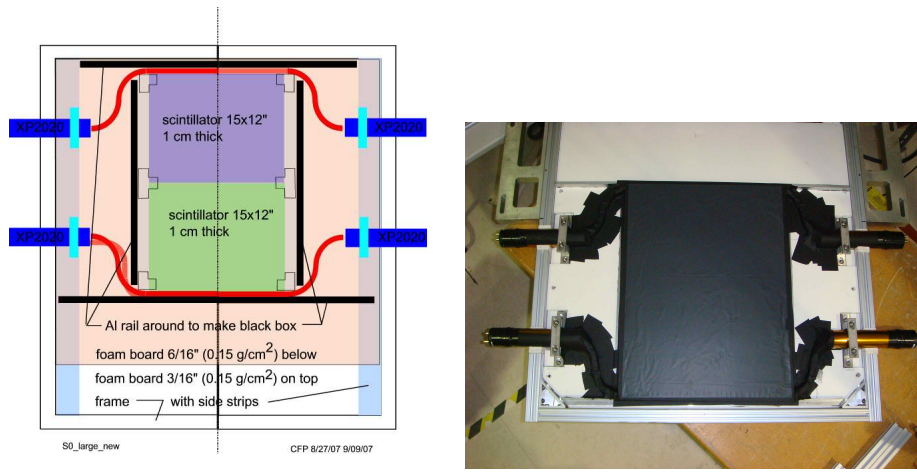 scintillator 15x12"
1 cm thick
XP2020
XP2020
scintillator 15x12"
1 cm thick
XP2020
XP2020
Al rail around to make black box
foam board 6/16" (0.15 g/cm2) below
foam board 3/16" (0.15 g/cm2) on top
frame with side strips
S0_large_new
CFP 8/27/07 9/09/07